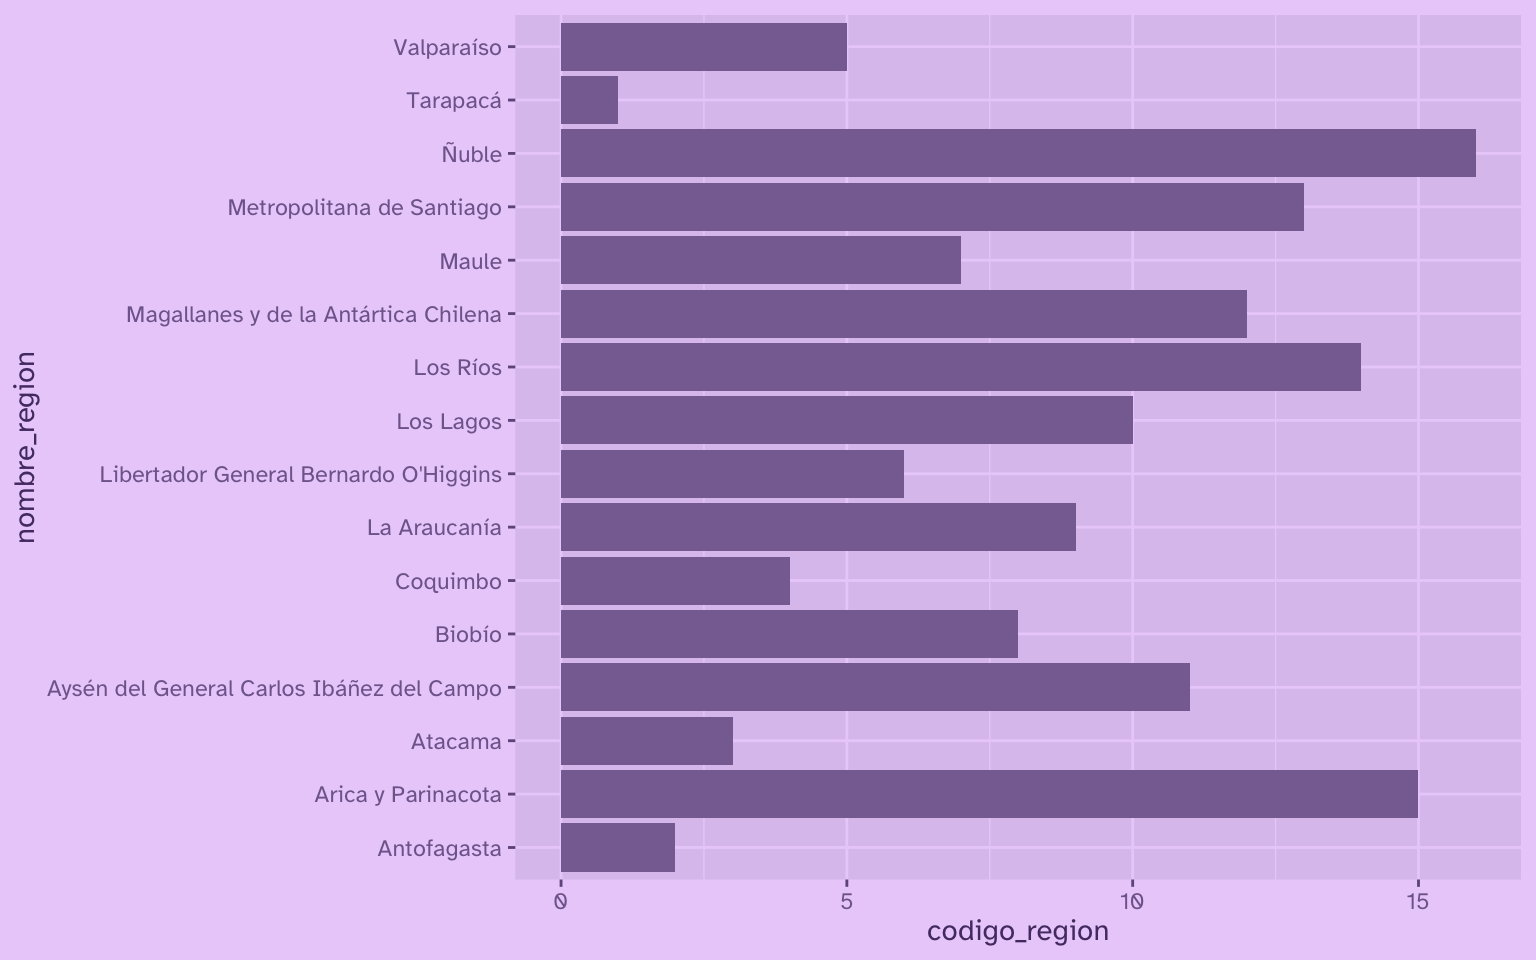 nombre_region
Valparaíso
Tarapacá
Ñuble
Metropolitana de Santiago
Maule
Magallanes y de la Antártica Chilena
Los Ríos
Los Lagos
Libertador General Bernardo O'Higgins
La Araucanía
Coquimbo
Biobío
Aysén del General Carlos Ibáñez del Campo
Atacama
Arica y Parinacota
Antofagasta
0 5 10 15
codigo_region